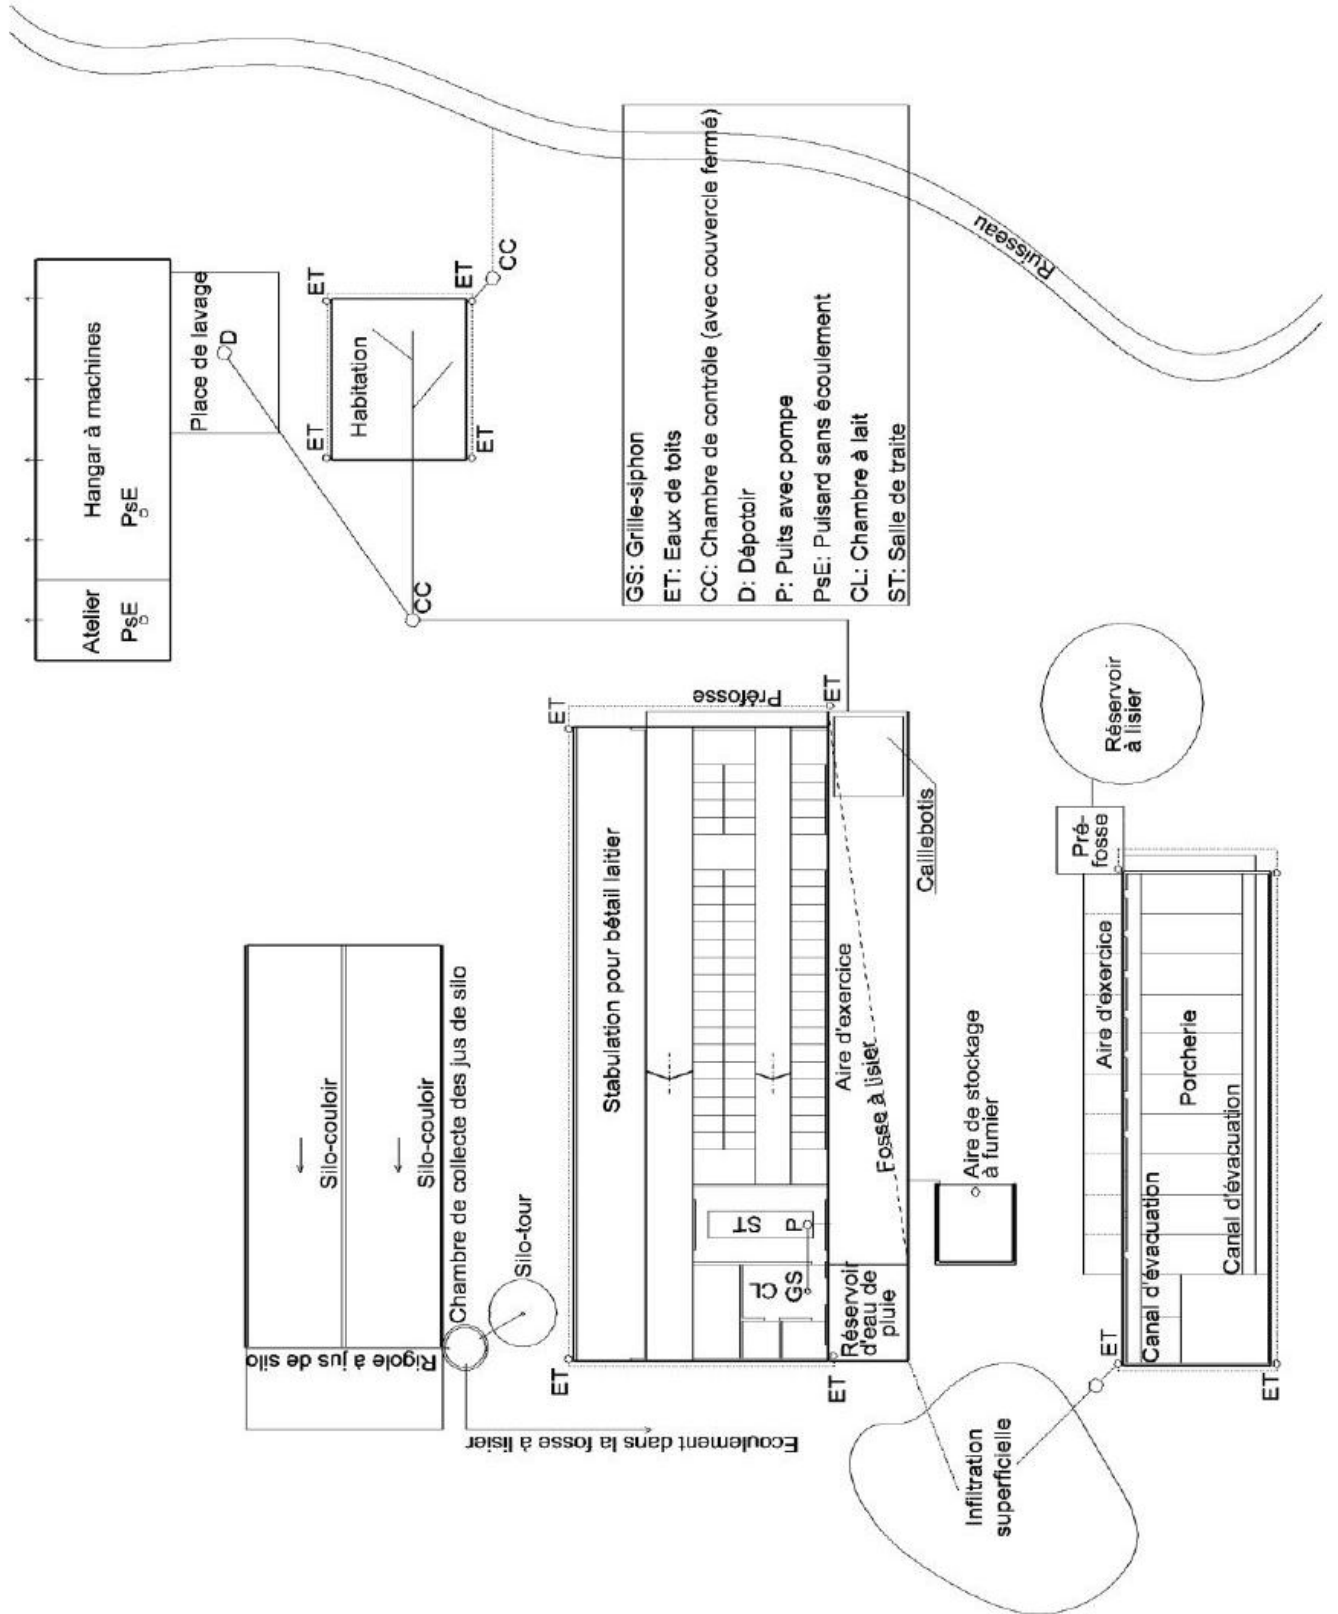 Atelier
PsE
Hangar à machines
PsE
Place de lavage
D
CC
ET
ET
Habitation
ET
ET
CC
Ruisseau
Silo-couloir
Silo-couloir
Rigole à jus de silo
Chambre de collecte des jus de silo
Silo-tour
Ecoulement dans la fosse à lisier
ET
ET
Stabulation pour bétail laitier
Préfosse
ET
ST
P
CL
GS
ET
Réservoir
d'eau de
pluie
Aire d'exercice
Fosse à lisier
Caillebotis
Aire de stockage
à fumier
GS: Grille-siphon
ET: Eaux de toits
CC: Chambre de contrôle (avec couvercle fermé)
D: Dépotoir
P: Puits avec pompe
PsE: Puisard sans écoulement
CL: Chambre à lait
ST: Salle de traite
Infiltration
superficielle
ET
ET
Canal d'évacuation
Canal d'évacuation
Porcherie
Aire d'exercice
Pré-
fosse
Réservoir
à lisier